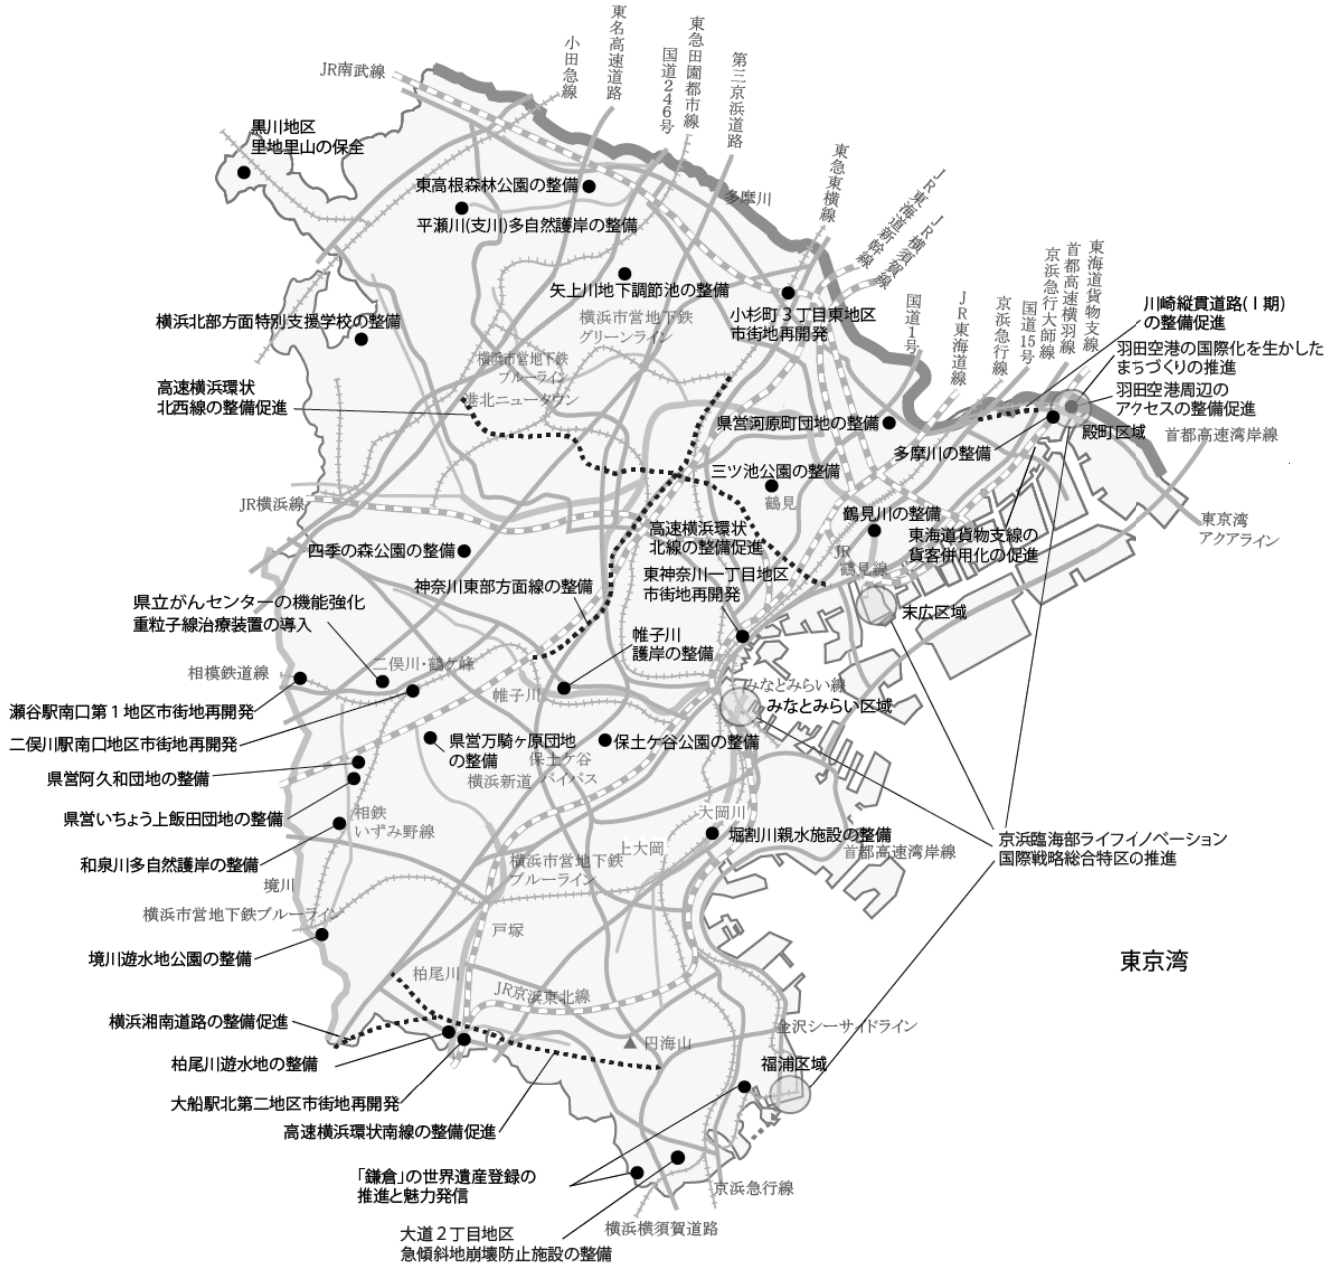 JR南武線
小田急線
東名高速道路
国道246号
東急田園都市線
第三京浜道路
東急東横線
JR東海道新幹線
JR横須賀線
国道1号
JR東海道線
京浜急行線
国道15号
京浜急行大師線
首都高速横羽線
東海道貨物支線
黒川地区
里地里山の保全
東高根森林公園の整備
平瀬川(支川)多自然護岸の整備
多摩川
矢上川地下調節池の整備
横浜市営地下鉄
グリーンライン
小杉町3丁目東地区
市街地再開発
川崎縦貫道路(Ⅰ期)
の整備促進
羽田空港の国際化を生かした
まちづくりの推進
羽田空港周辺の
アクセスの整備促進
横浜北部方面特別支援学校の整備
横浜市営地下鉄
ブルーライン
港北ニュータウン
高速横浜環状
北西線の整備促進
県営河原町団地の整備
殿町区域
多摩川の整備
首都高速湾岸線
三ツ池公園の整備
鶴見
JR横浜線
鶴見川の整備
東京湾
アクアライン
高速横浜環状
北線の整備促進
東海道貨物支線の
貨客併用化の促進
JR
鶴見線
四季の森公園の整備
神奈川東部方面線の整備
東神奈川一丁目地区
市街地再開発
県立がんセンターの機能強化
重粒子線治療装置の導入
末広区域
帷子川
護岸の整備
相模鉄道線
二俣川・鶴ケ峰
帷子川
みなとみらい線
みなとみらい区域
瀬谷駅南口第1地区市街地再開発
二俣川駅南口地区市街地再開発
県営万騎ヶ原団地
の整備
保土ケ谷公園の整備
保土ケ谷
バイパス
横浜新道
県営阿久和団地の整備
県営いちょう上飯田団地の整備
相鉄
いずみ野線
大岡川
堀割川親水施設の整備
上大岡
首都高速湾岸線
京浜臨海部ライフイノベーション
国際戦略総合特区の推進
和泉川多自然護岸の整備
横浜市営地下鉄
ブルーライン
境川
横浜市営地下鉄ブルーライン
戸塚
境川遊水地公園の整備
東京湾
柏尾川
JR京浜東北線
横浜湘南道路の整備促進
金沢シーサイドライン
円海山
柏尾川遊水地の整備
福浦区域
大船駅北第二地区市街地再開発
高速横浜環状南線の整備促進
「鎌倉」の世界遺産登録の
推進と魅力発信
京浜急行線
横浜横須賀道路
大道2丁目地区
急傾斜地崩壊防止施設の整備